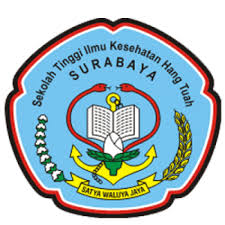 Sekolah Tinggi Ilmu Kesehatan Hang Tuah
SURABAYA
SATYA WALUYA JAYA